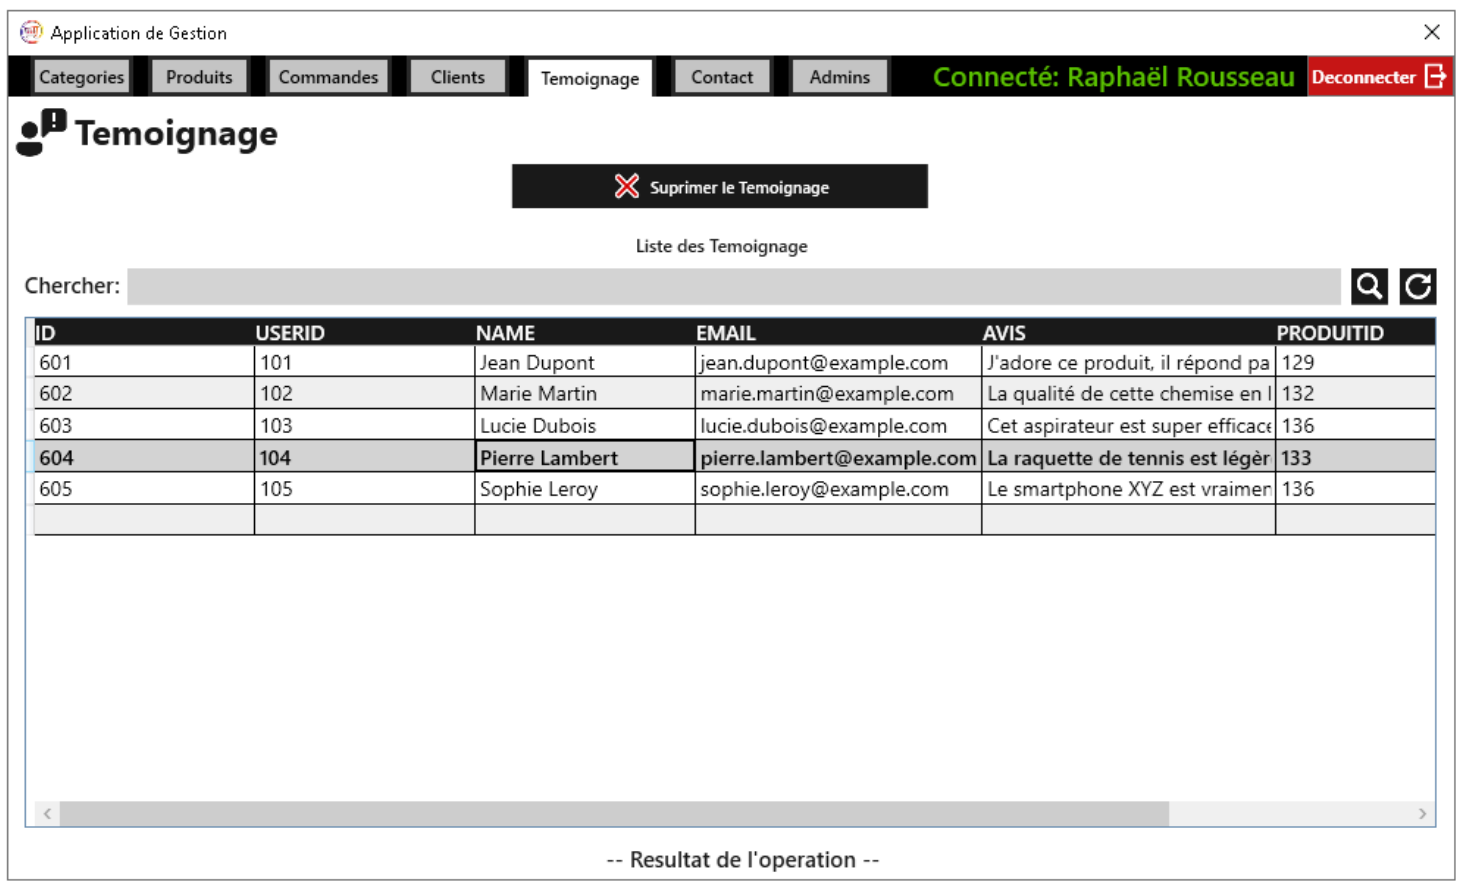 Application de Gestion
Categories Produits Commandes Clients Temoignage Contact Admins Connecté: Raphaël Rousseau Deconnecter
Temoignage
Suprimer le Temoignage
Liste des Temoignage
Chercher:
ID USERID NAME EMAIL AVIS PRODUITID
601 101 Jean Dupont jean.dupont@example.com J'adore ce produit, il répond pa 129
602 102 Marie Martin marie.martin@example.com La qualité de cette chemise en l 132
603 103 Lucie Dubois lucie.dubois@example.com Cet aspirateur est super efficace 136
604 104 Pierre Lambert pierre.lambert@example.com La raquette de tennis est légèr 133
605 105 Sophie Leroy sophie.leroy@example.com Le smartphone XYZ est vraimen 136
-- Resultat de l'operation --